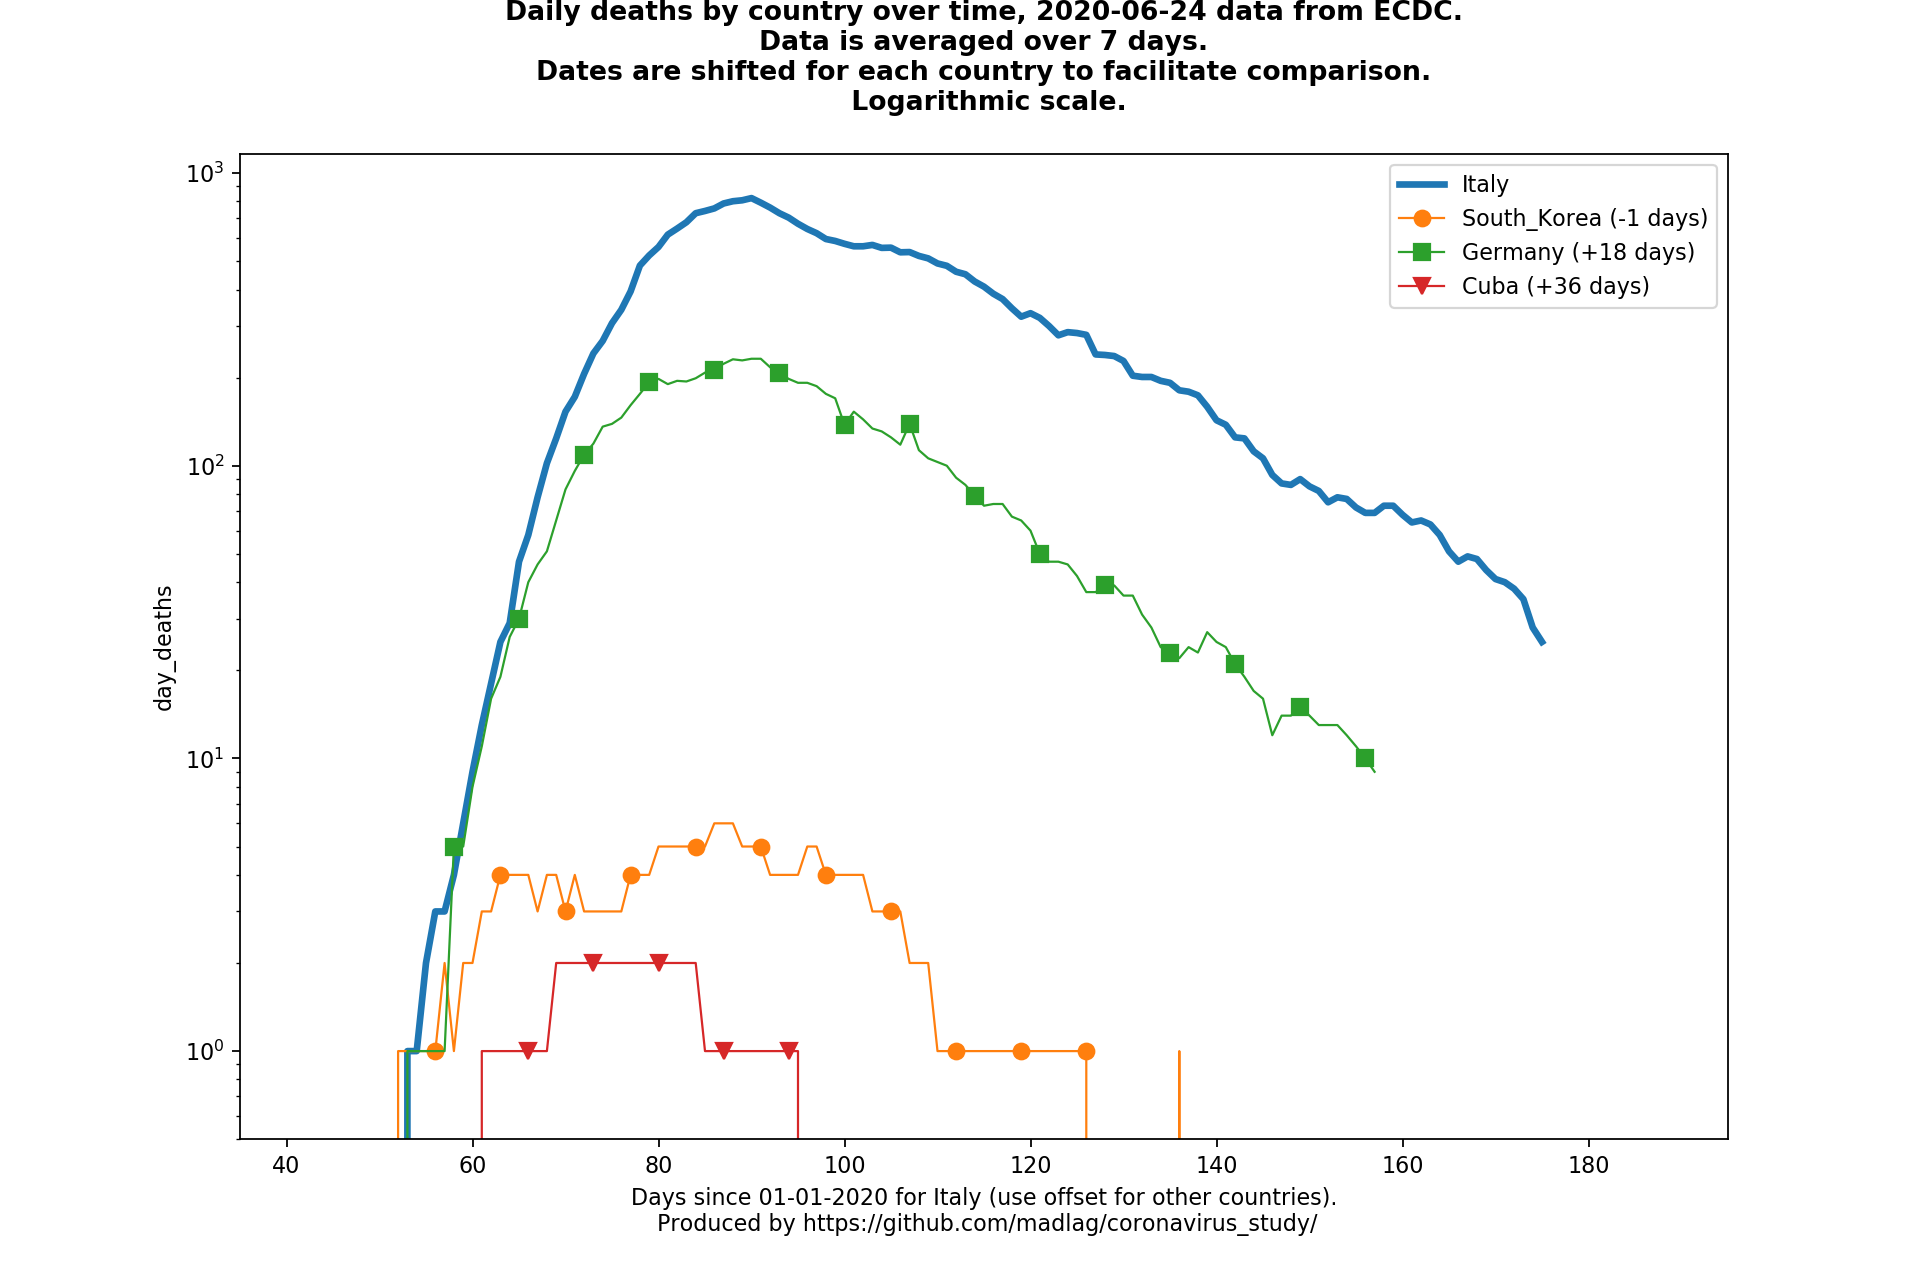 Daily deaths by country over time, 2020-06-24 data from ECDC.
Data is averaged over 7 days.
Dates are shifted for each country to facilitate comparison.
Logarithmic scale.
10³
10²
10¹
10⁰
day_deaths
Italy
South_Korea (-1 days)
Germany (+18 days)
Cuba (+36 days)
40 60 80 100 120 140 160 180
Days since 01-01-2020 for Italy (use offset for other countries).
Produced by https://github.com/madlag/coronavirus_study/